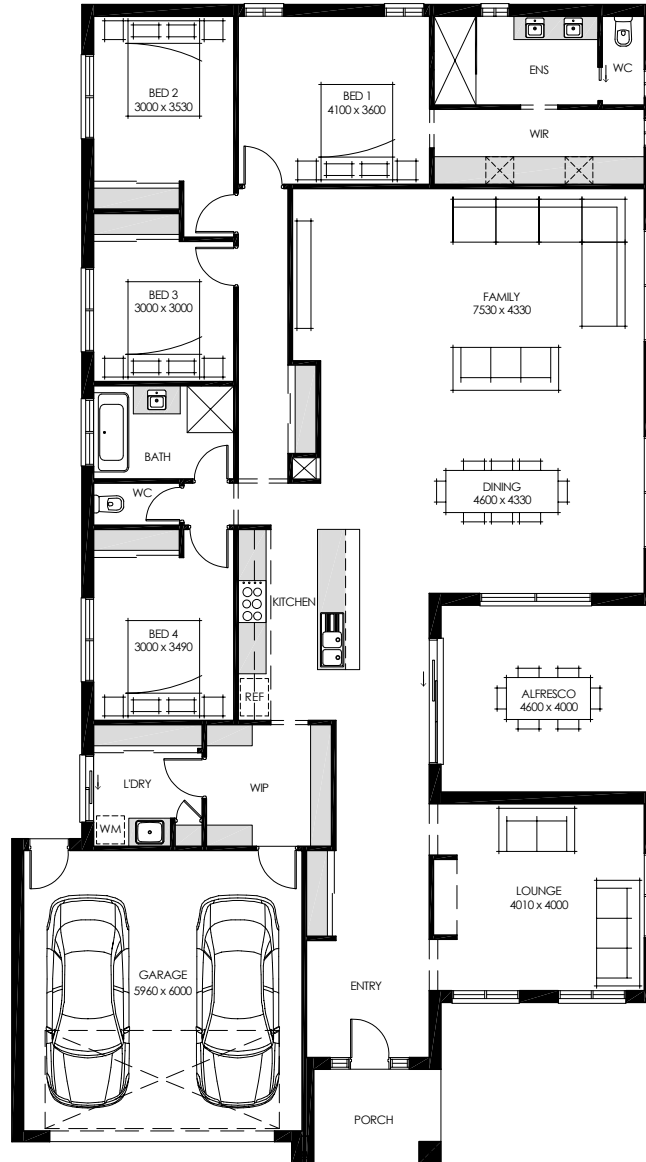 BED 2
3000 x 3530
BED 1
4100 x 3600
ENS
WC
WIR
BED 3
3000 x 3000
FAMILY
7530 x 4330
BATH
WC
DINING
4600 x 4330
KITCHEN
BED 4
3000 x 3490
REF
ALFRESCO
4600 x 4000
L'DRY
WIP
WM
LOUNGE
4010 x 4000
GARAGE
5960 x 6000
ENTRY
PORCH